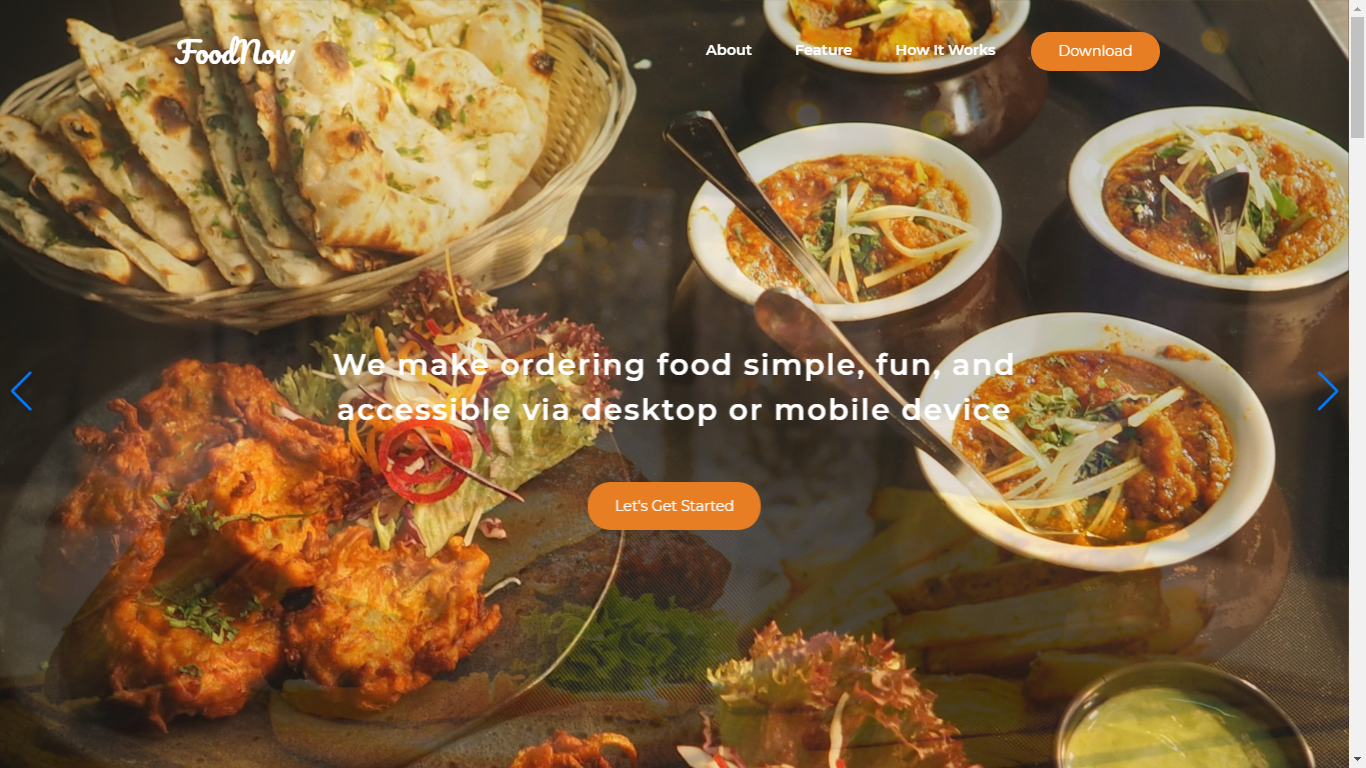 FoodNow
About
Feature
How It Works
Download
We make ordering food simple, fun, and
accessible via desktop or mobile device
Let's Get Started